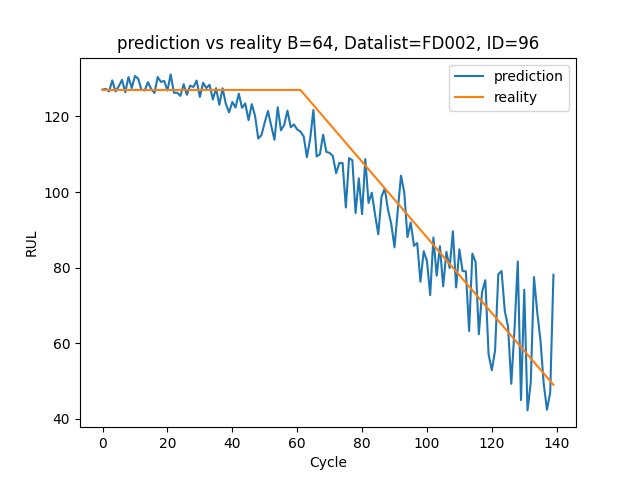 prediction vs reality B=64, Datalist=FD002, ID=96
prediction
reality
RUL
120
100
80
60
40
0 20 40 60 80 100 120 140
Cycle